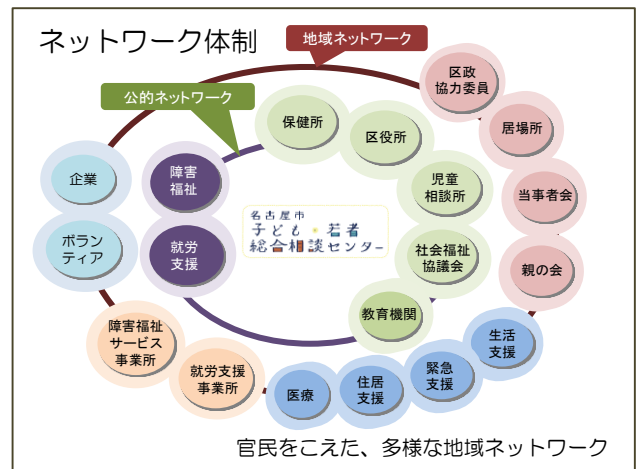 ネットワーク体制
地域ネットワーク
公的ネットワーク
区政
協力委員
保健所
区役所
居場所
企業
障害
福祉
児童
相談所
当事者会
名古屋市
子ども・若者
総合相談センター
ボラン
ティア
就労
支援
社会福祉
協議会
親の会
教育機関
障害福祉
サービス
事業所
生活
支援
就労支援
事業所
医療
住居
支援
緊急
支援
官民をこえた、多様な地域ネットワーク